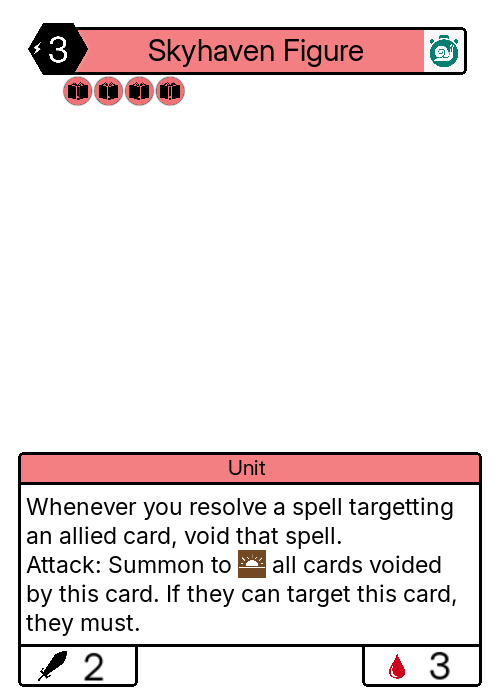 3 Skyhaven Figure
Unit
Whenever you resolve a spell targetting
an allied card, void that spell.
Attack: Summon to all cards voided
by this card. If they can target this card,
they must.
2 3